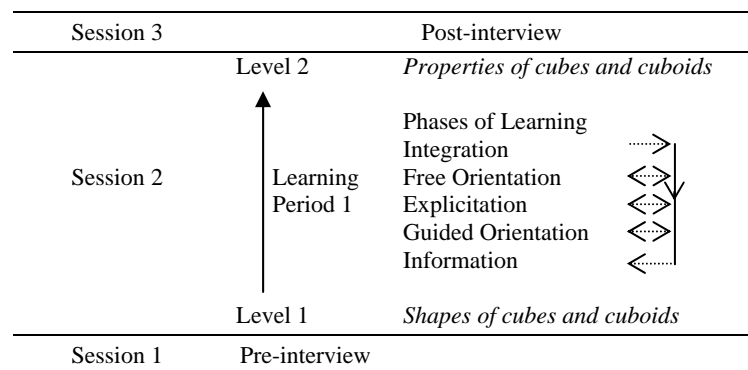 Session 3 Post-interview
Level 2 Properties of cubes and cuboids
Phases of Learning
Integration
Session 2 Learning Free Orientation
Period 1 Explicitation
Guided Orientation
Information
Level 1 Shapes of cubes and cuboids
Session 1 Pre-interview